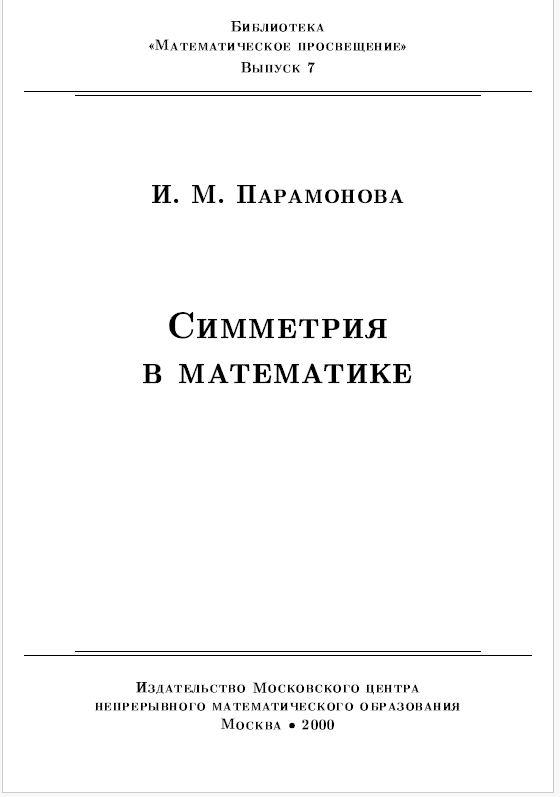 Библиотека
«Математическое просвещение»
Выпуск 7
И. М. Парамонова
Симметрия
в математике
Издательство Московского центра
непрерывного математического образования
Москва • 2000